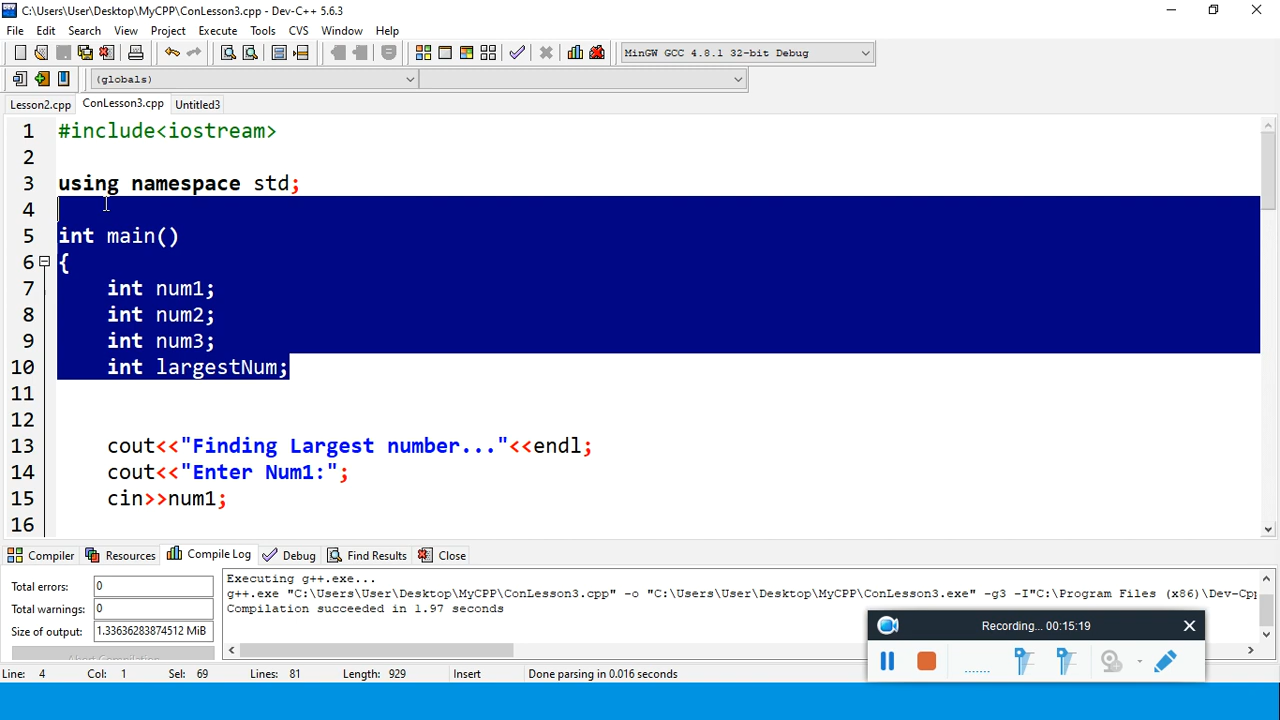 C:\Users\User\Desktop\MyCPP\ConLesson3.cpp - Dev-C++ 5.6.3
File Edit Search View Project Execute Tools CVS Window Help
MinGW GCC 4.8.1 32-bit Debug
(globals)
Lesson2.cpp ConLesson3.cpp Untitled3
1 #include<iostream>
2
3 using namespace std;
4
5 int main()
6 {
7 int num1;
8 int num2;
9 int num3;
10 int largestNum;
11
12
13 cout<<"Finding Largest number..."<<endl;
14 cout<<"Enter Num1:";
15 cin>>num1;
16
Compiler Resources Compile Log Debug Find Results Close
Total errors: 0
Total warnings: 0
Size of output: 1.33636283874512 MiB
Abort Compilation
Executing g++.exe...
g++.exe "C:\Users\User\Desktop\MyCPP\ConLesson3.cpp" -o "C:\Users\User\Desktop\MyCPP\ConLesson3.exe" -g3 -I"C:\Program Files (x86)\Dev-Cpp
Compilation succeeded in 1.97 seconds
Recording... 00:15:19
Line: 4 Col: 1 Sel: 69 Lines: 81 Length: 929 Insert Done parsing in 0.016 seconds